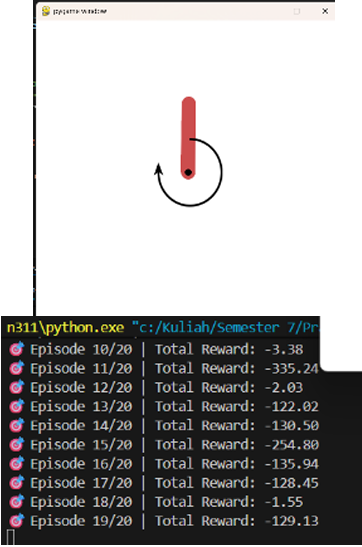 pygame window
n311\python.exe "c:/Kuliah/Semester 7/Pr
Episode 10/20 | Total Reward: -3.38
Episode 11/20 | Total Reward: -335.24
Episode 12/20 | Total Reward: -2.03
Episode 13/20 | Total Reward: -122.02
Episode 14/20 | Total Reward: -130.50
Episode 15/20 | Total Reward: -254.80
Episode 16/20 | Total Reward: -135.94
Episode 17/20 | Total Reward: -128.45
Episode 18/20 | Total Reward: -1.55
Episode 19/20 | Total Reward: -129.13